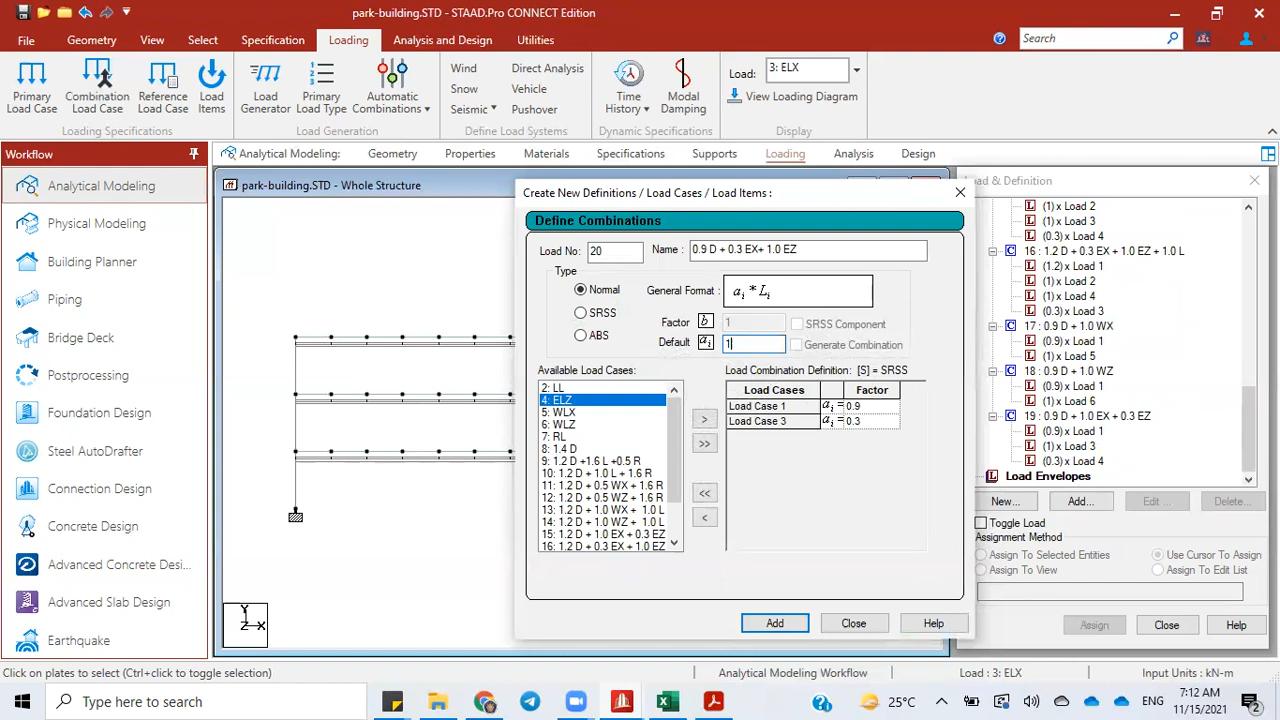 park-building.STD - STAAD.Pro CONNECT Edition
File Geometry View Select Specification Loading Analysis and Design Utilities
Search
Primary Load Case
Combination Load Case
Reference Load Case
Load Items
Loading Specifications
Load Generator
Primary Load Type
Automatic Combinations
Load Generation
Wind
Snow
Seismic
Direct Analysis
Vehicle
Pushover
Define Load Systems
Time History
Modal Damping
Dynamic Specifications
Load: 3: ELX
View Loading Diagram
Display
Workflow
Analytical Modeling
Physical Modeling
Building Planner
Piping
Bridge Deck
Postprocessing
Foundation Design
Steel AutoDrafter
Connection Design
Concrete Design
Advanced Concrete Desi...
Advanced Slab Design
Earthquake
Analytical Modeling: Geometry Properties Materials Specifications Supports Loading Analysis Design
park-building.STD - Whole Structure
Y
Z X
Create New Definitions / Load Cases / Load Items :
Define Combinations
Load No: 20 Name : 0.9 D + 0.3 EX+ 1.0 EZ
Type
Normal
SRSS
ABS
General Format : ai * Li
Factor b 1 SRSS Component
Default ai 1 Generate Combination
Available Load Cases:
2: LL
4: ELZ
5: WLX
6: WLZ
7: RL
8: 1.4 D
9: 1.2 D +1.6 L +0.5 R
10: 1.2 D + 1.0 L + 1.6 R
11: 1.2 D + 0.5 WX + 1.6 R
12: 1.2 D + 0.5 WZ + 1.6 R
13: 1.2 D + 1.0 WX + 1.0 L
14: 1.2 D + 1.0 WZ + 1.0 L
15: 1.2 D + 1.0 EX + 0.3 EZ
16: 1.2 D + 0.3 EX + 1.0 EZ
>
>>
<<
<
Load Combination Definition: [S] = SRSS
Load Cases Factor
Load Case 1 ai = 0.9
Load Case 3 ai = 0.3
Add Close Help
Load & Definition
(1) x Load 2
(1) x Load 3
(0.3) x Load 4
C 16 : 1.2 D + 0.3 EX + 1.0 EZ + 1.0 L
(1.2) x Load 1
(1) x Load 2
(1) x Load 4
(0.3) x Load 3
C 17 : 0.9 D + 1.0 WX
(0.9) x Load 1
(1) x Load 5
C 18 : 0.9 D + 1.0 WZ
(0.9) x Load 1
(1) x Load 6
C 19 : 0.9 D + 1.0 EX + 0.3 EZ
(0.9) x Load 1
(1) x Load 3
(0.3) x Load 4
L Load Envelopes
New... Add... Edit ... Delete...
Toggle Load
Assignment Method
Assign To Selected Entities Use Cursor To Assign
Assign To View Assign To Edit List
Assign Close Help
Click on plates to select (Ctrl+click to toggle selection) Analytical Modeling Workflow Load : 3: ELX Input Units : kN-m
Type here to search
25°C
ENG
7:12 AM
11/15/2021
2